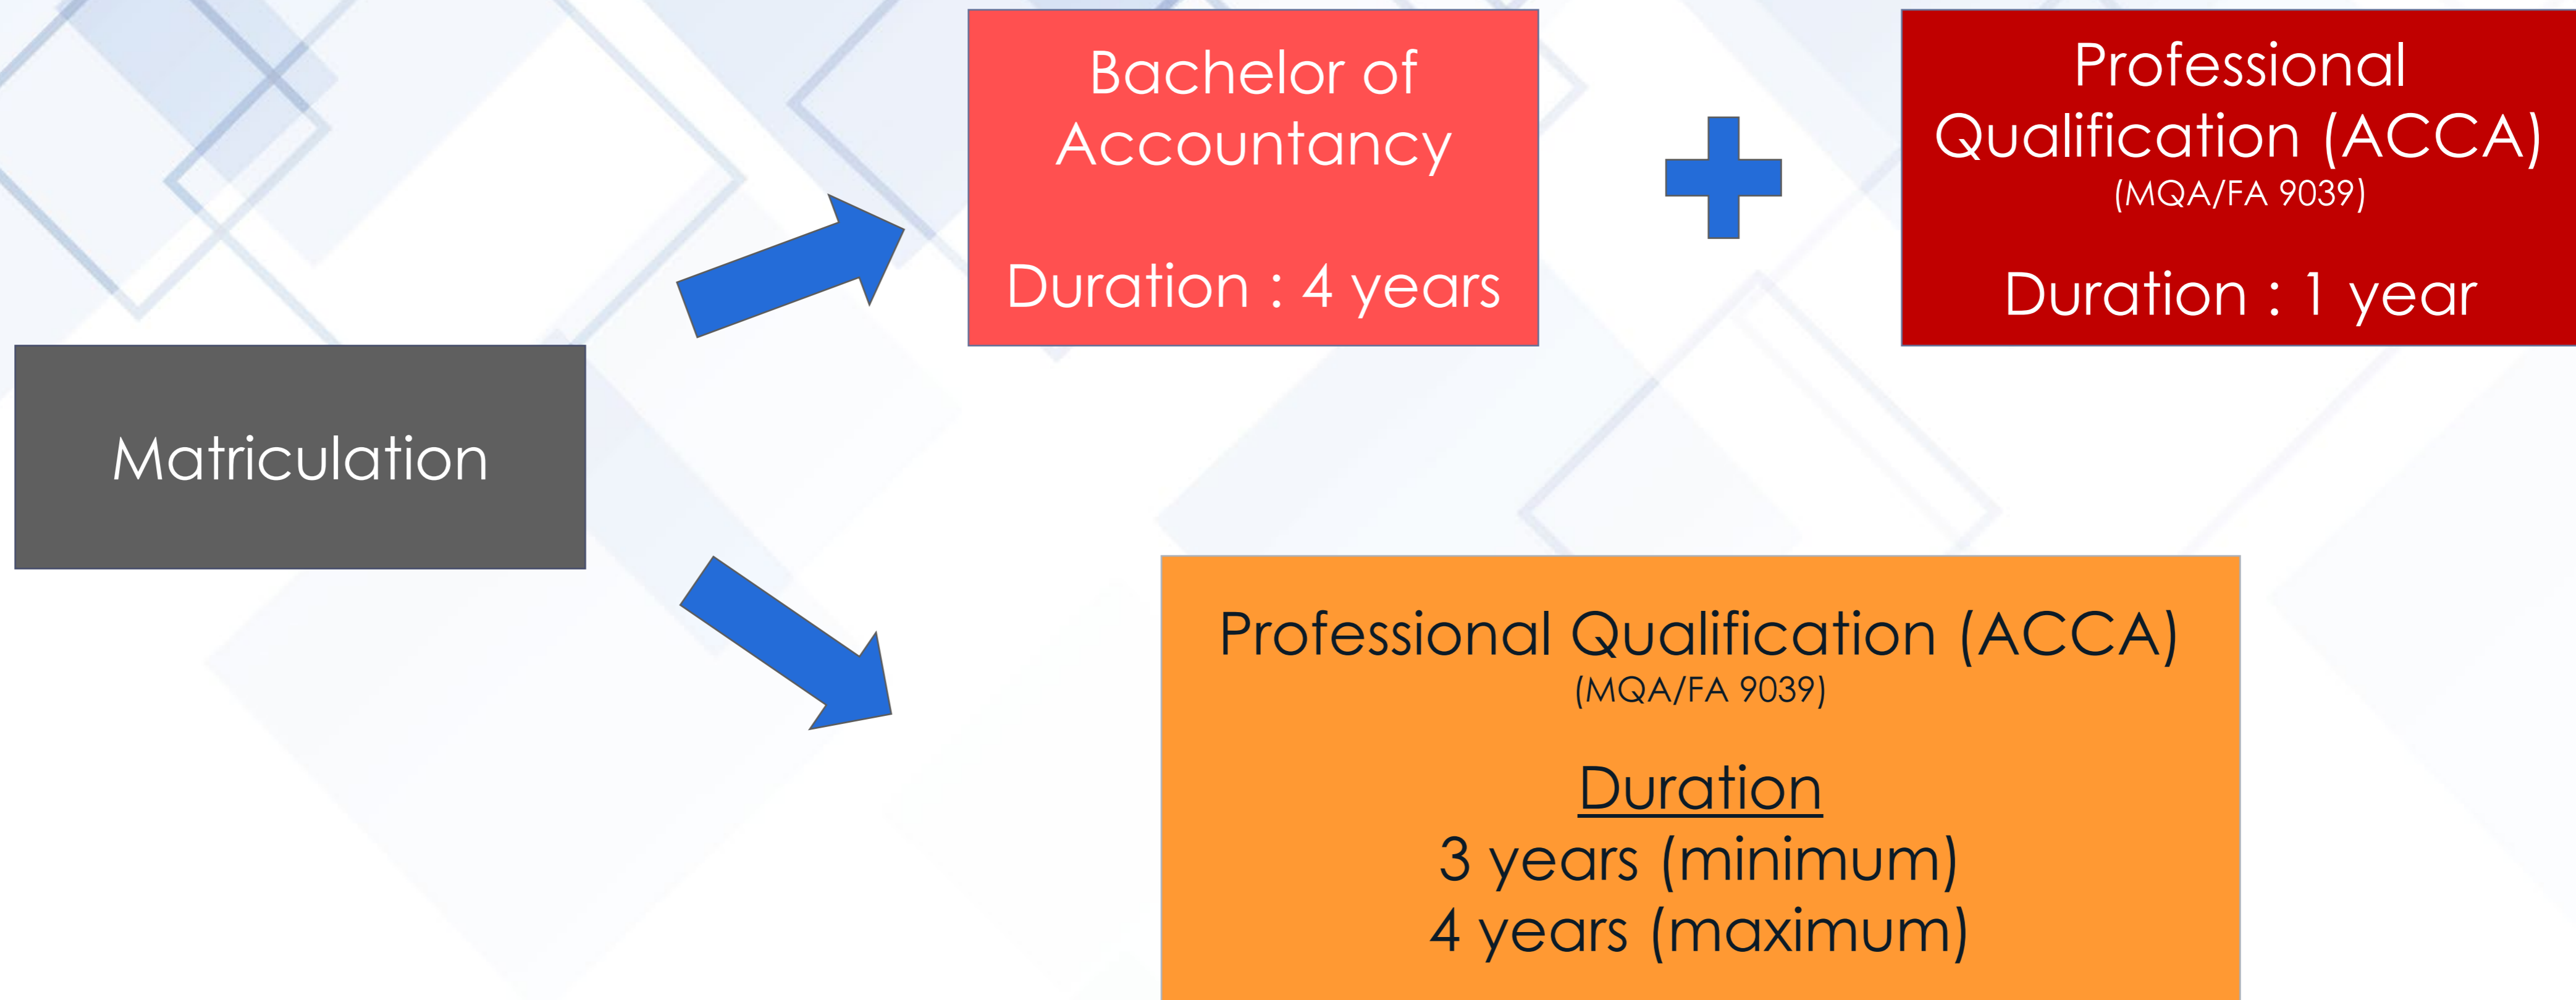 Bachelor of
Accountancy
Duration : 4 years
Professional
Qualification (ACCA)
(MQA/FA 9039)
Duration : 1 year
Matriculation
Professional Qualification (ACCA)
(MQA/FA 9039)
Duration
3 years (minimum)
4 years (maximum)